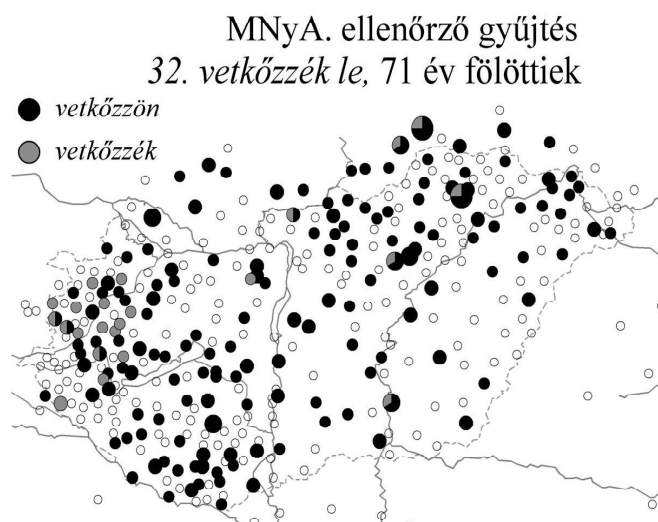 MNyA. ellenőrző gyűjtés
32. vetkőzzék le, 71 év fölöttiek
vetkőzzön
vetkőzzék